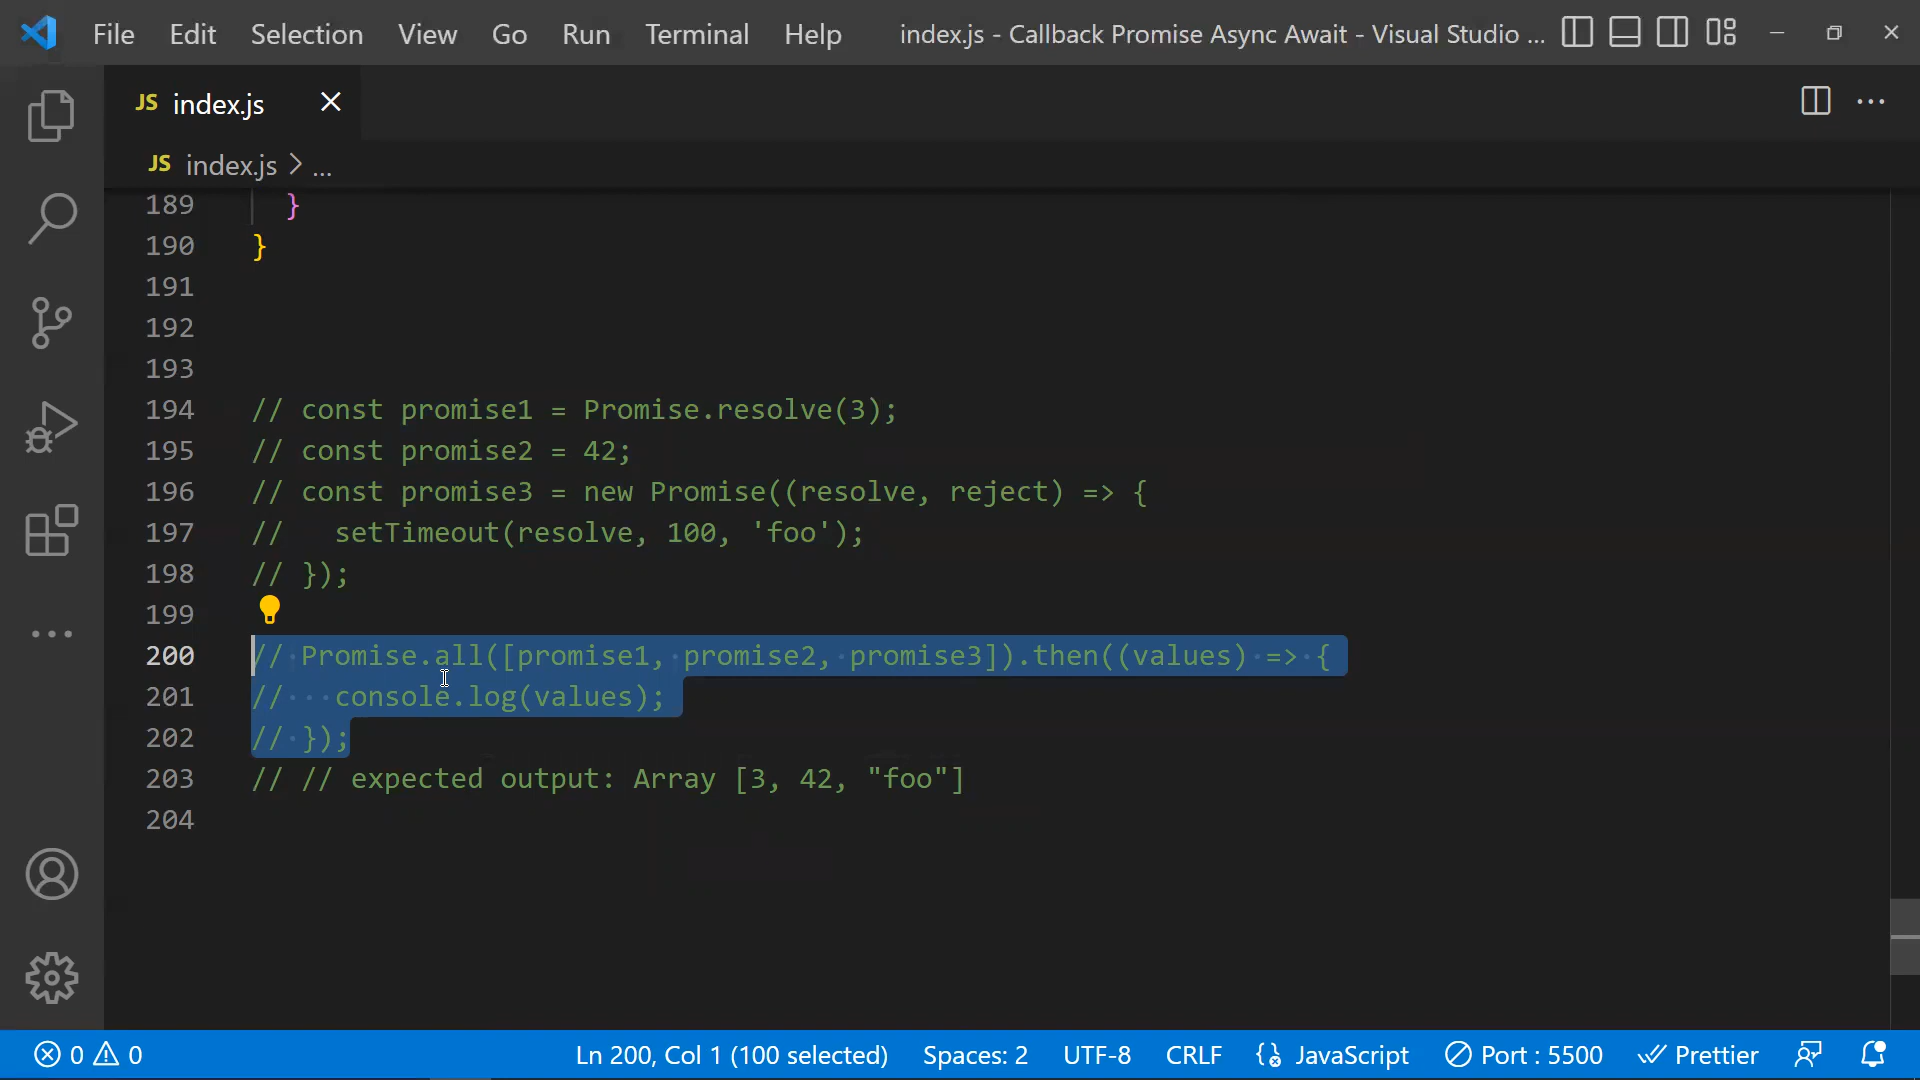 File Edit Selection View Go Run Terminal Help index.js - Callback Promise Async Await - Visual Studio ...
JS index.js
JS index.js > ...
189 }
190 }
191
192
193
194 // const promise1 = Promise.resolve(3);
195 // const promise2 = 42;
196 // const promise3 = new Promise((resolve, reject) => {
197 //   setTimeout(resolve, 100, 'foo');
198 // });
199
200 // Promise.all([promise1, promise2, promise3]).then((values) => {
201 //   console.log(values);
202 // });
203 // // expected output: Array [3, 42, "foo"]
204
0 0 Ln 200, Col 1 (100 selected) Spaces: 2 UTF-8 CRLF JavaScript Port : 5500 Prettier